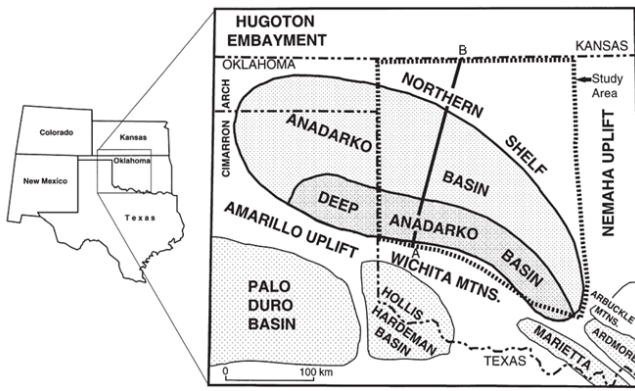 HUGOTON
EMBAYMENT
B
KANSAS
OKLAHOMA
Study
Area
NORTHERN
SHELF
CIMARRON ARCH
ANADARKO
BASIN
NEMAHA UPLIFT
DEEP
ANADARKO
BASIN
AMARILLO UPLIFT
A
WICHITA MTNS.
PALO
DURO
BASIN
HOLLIS
HARDEMAN
BASIN
ARBUCKLE
MTNS.
ARDMORE
MARIETTA
TEXAS
0 100 km
Colorado
Kansas
Oklahoma
New Mexico
Texas